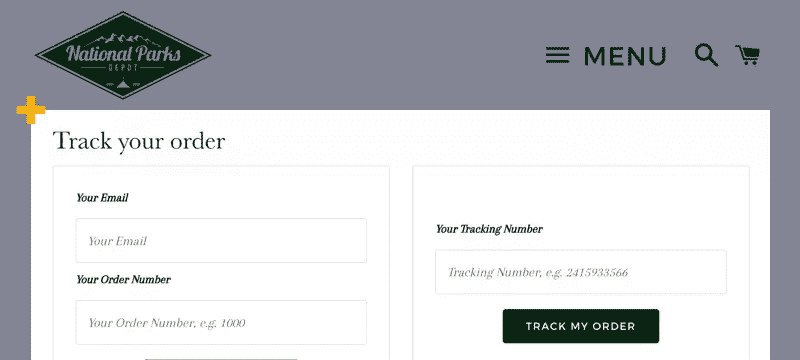 National Parks
DEPOT
MENU
Track your order
Your Email
Your Email
Your Order Number
Your Order Number, e.g. 1000
Your Tracking Number
Tracking Number, e.g. 2415933566
TRACK MY ORDER